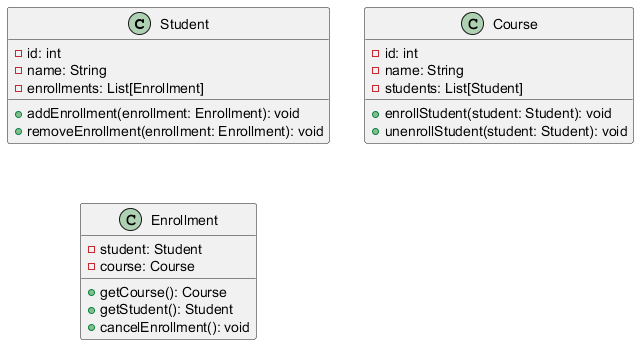 C Student
id: int
name: String
enrollments: List[Enrollment]
addEnrollment(enrollment: Enrollment): void
removeEnrollment(enrollment: Enrollment): void
C Course
id: int
name: String
students: List[Student]
enrollStudent(student: Student): void
unenrollStudent(student: Student): void
C Enrollment
student: Student
course: Course
getCourse(): Course
getStudent(): Student
cancelEnrollment(): void